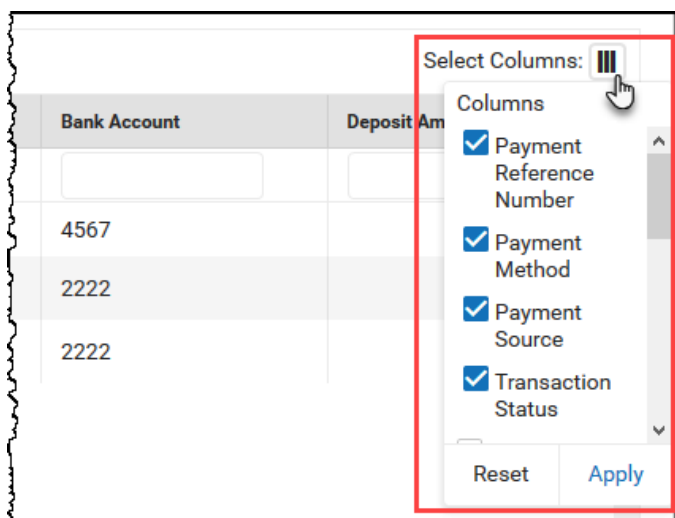 Select Columns:
Columns
Bank Account
Deposit Am
Payment
Reference
Number
4567
Payment
Method
2222
Payment
Source
2222
Transaction
Status
Reset
Apply